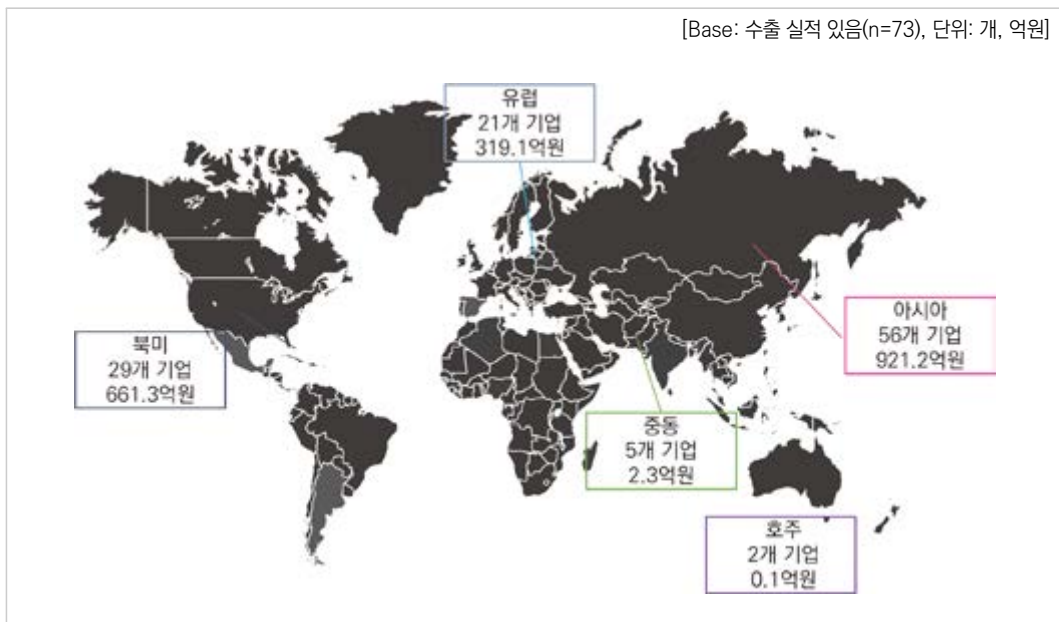 [Base: 수출 실적 있음(n=73), 단위: 개, 억원]
유럽
21개 기업
319.1억원
아시아
56개 기업
921.2억원
북미
29개 기업
661.3억원
중동
5개 기업
2.3억원
호주
2개 기업
0.1억원